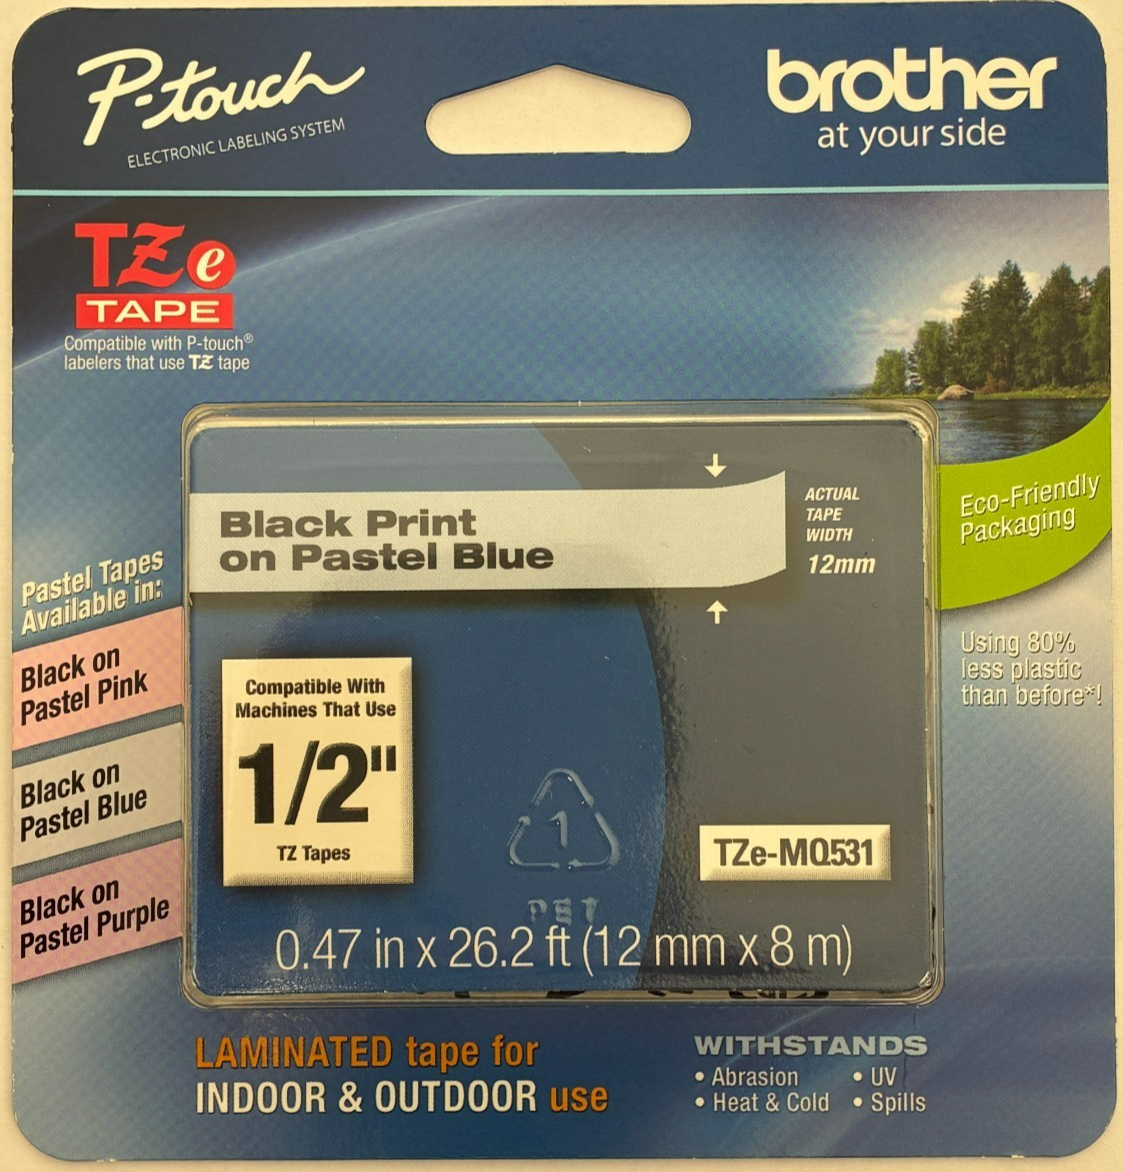 P-touch
ELECTRONIC LABELING SYSTEM
brother
at your side
TZe
TAPE
Compatible with P-touch®
labelers that use TZ tape
Black Print
on Pastel Blue
ACTUAL
TAPE
WIDTH
12mm
Eco-Friendly
Packaging
Using 80%
less plastic
than before*!
Pastel Tapes
Available in:
Black on
Pastel Pink
Black on
Pastel Blue
Black on
Pastel Purple
Compatible With
Machines That Use
1/2"
TZ Tapes
1
PET
TZe-MQ531
0.47 in x 26.2 ft (12 mm x 8 m)
LAMINATED tape for
INDOOR & OUTDOOR use
WITHSTANDS
• Abrasion
• UV
• Heat & Cold
• Spills